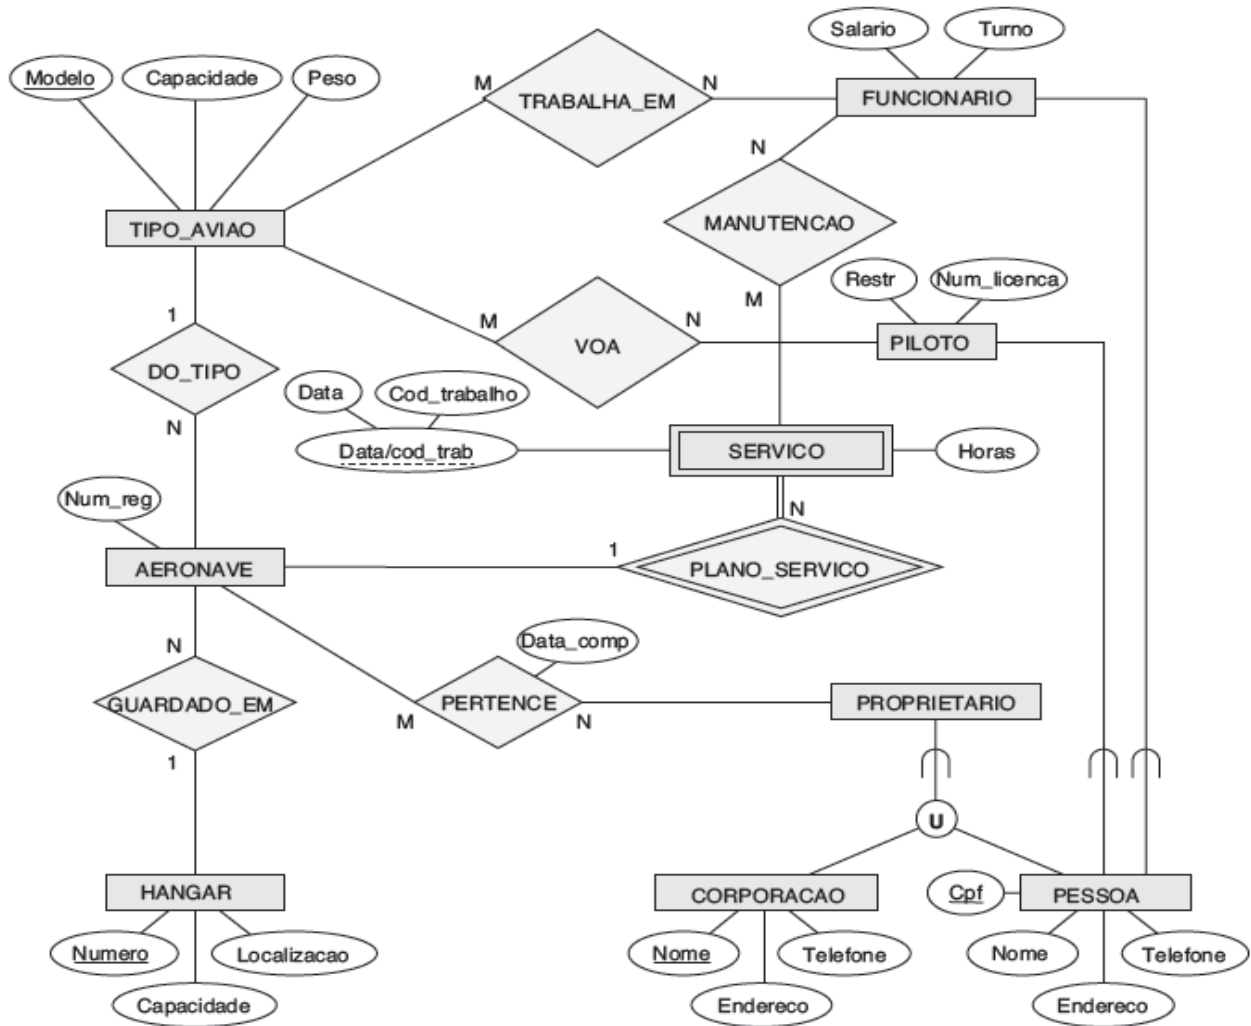 Salario
Turno
Modelo
Capacidade
Peso
M
TRABALHA_EM
N
FUNCIONARIO
N
TIPO_AVIAO
MANUTENCAO
M
Restr
Num_licenca
1
M
VOA
N
PILOTO
DO_TIPO
N
Data
Cod_trabalho
Data/cod_trab
SERVICO
Horas
Num_reg
N
AERONAVE
1
PLANO_SERVICO
N
Data_comp
GUARDADO_EM
M
PERTENCE
N
PROPRIETARIO
1
U
HANGAR
CORPORACAO
Cpf
PESSOA
Numero
Localizacao
Nome
Telefone
Nome
Telefone
Capacidade
Endereco
Endereco